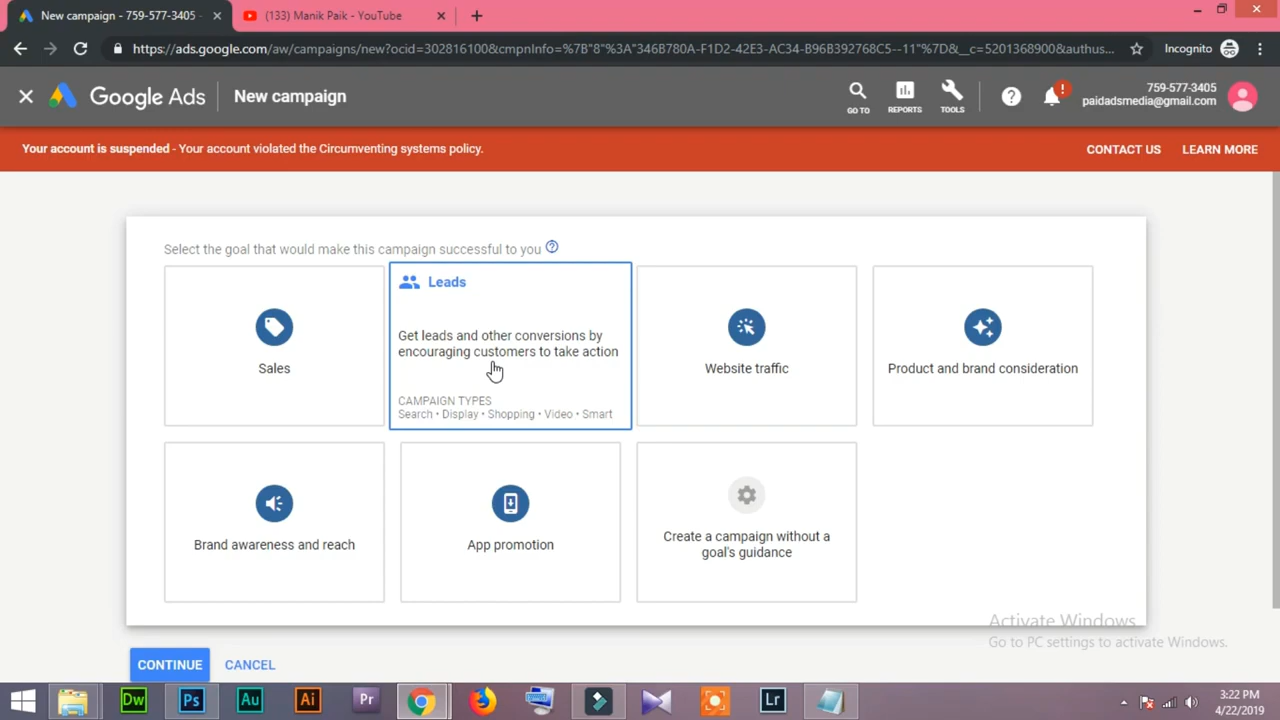 New campaign - 759-577-3405 -
(133) Manik Paik - YouTube
https://ads.google.com/aw/campaigns/new?ocid=302816100&cmpnInfo=%7B"8"%3A"346B780A-F1D2-42E3-AC34-B96B392768C5--11"%7D&__c=5201368900&authus...
Incognito
Google Ads
New campaign
GO TO
REPORTS
TOOLS
759-577-3405
paidadsmedia@gmail.com
Your account is suspended - Your account violated the Circumventing systems policy.
CONTACT US
LEARN MORE
Select the goal that would make this campaign successful to you
Sales
Leads
Get leads and other conversions by
encouraging customers to take action
CAMPAIGN TYPES
Search • Display • Shopping • Video • Smart
Website traffic
Product and brand consideration
Brand awareness and reach
App promotion
Create a campaign without a
goal's guidance
Activate Windows
Go to PC settings to activate Windows.
CONTINUE
CANCEL
Dw
Ps
Au
Ai
Pr
Lr
3:22 PM
4/22/2019